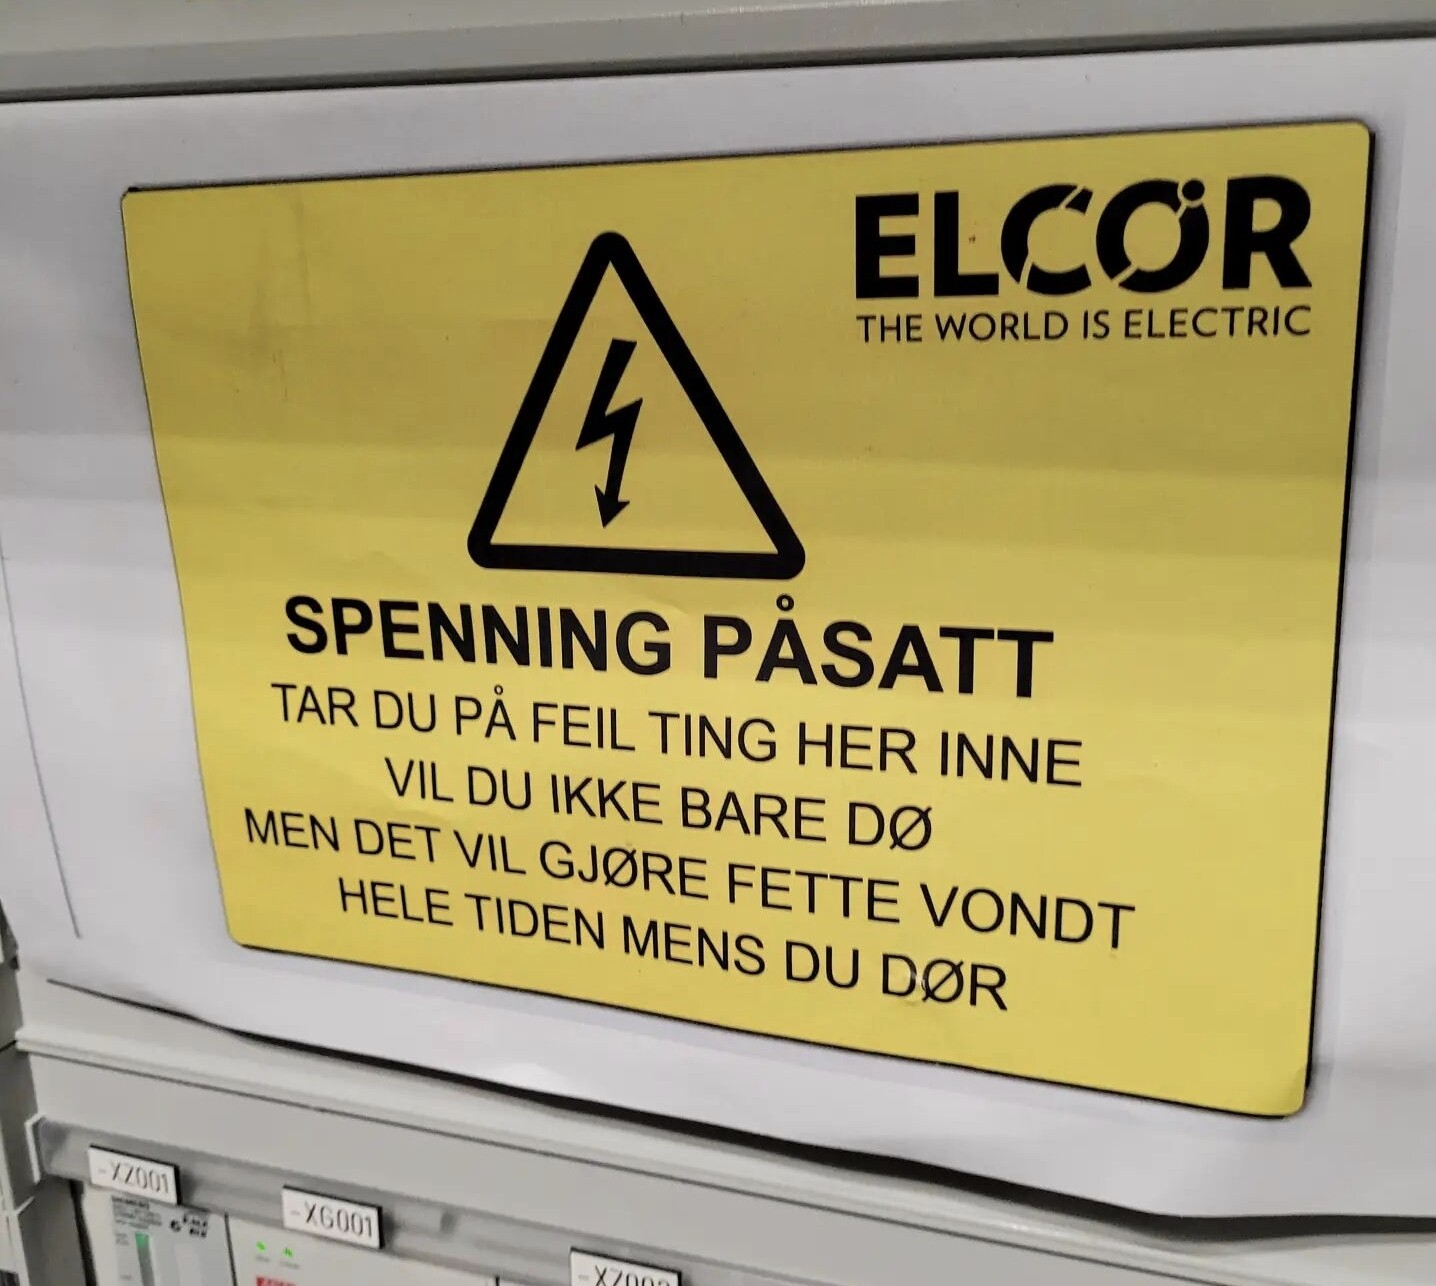 ELCOR
THE WORLD IS ELECTRIC
SPENNING PÅSATT
TAR DU PÅ FEIL TING HER INNE
VIL DU IKKE BARE DØ
MEN DET VIL GJØRE FETTE VONDT
HELE TIDEN MENS DU DØR
-XZ001
-XG001